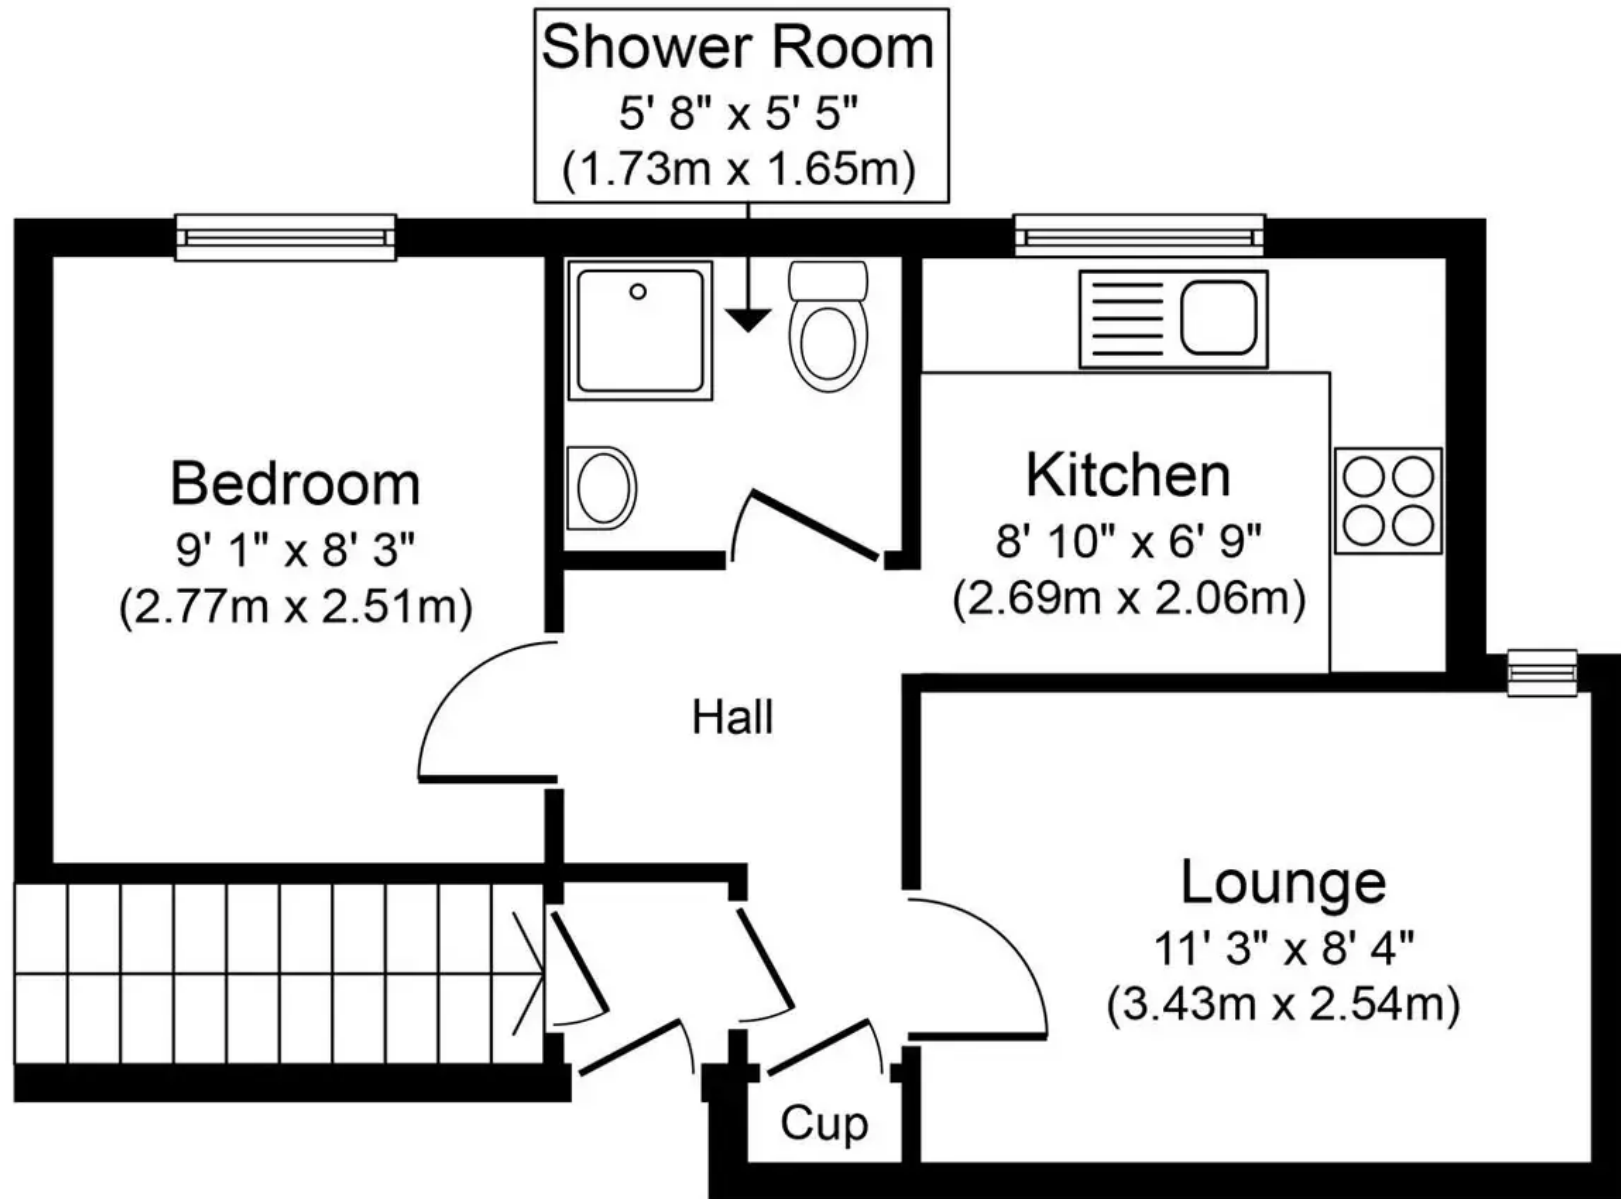 Shower Room
5' 8" x 5' 5"
(1.73m x 1.65m)
Bedroom
9' 1" x 8' 3"
(2.77m x 2.51m)
Kitchen
8' 10" x 6' 9"
(2.69m x 2.06m)
Hall
Lounge
11' 3" x 8' 4"
(3.43m x 2.54m)
Cup